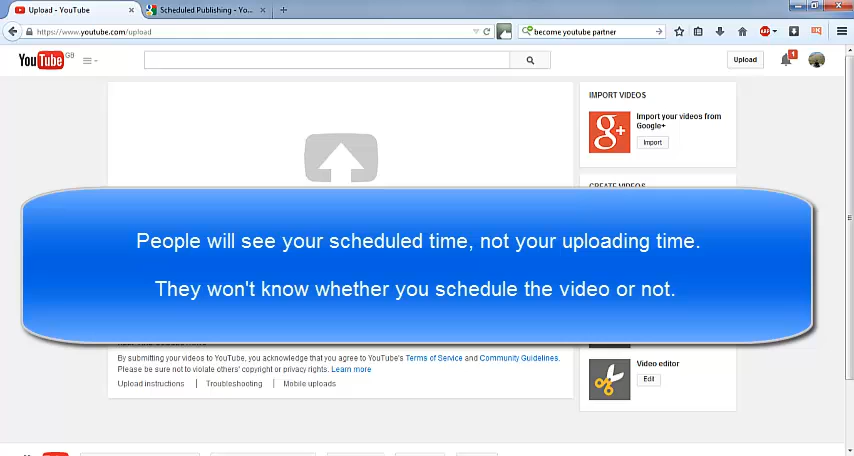 Upload - YouTube
Scheduled Publishing - Yo...
https://www.youtube.com/upload
become youtube partner
YouTube GB
Upload
1
IMPORT VIDEOS
Import your videos from
Google+
Import
CREATE VIDEOS
People will see your scheduled time, not your uploading time.
They won't know whether you schedule the video or not.
By submitting your videos to YouTube, you acknowledge that you agree to YouTube's Terms of Service and Community Guidelines.
Please be sure not to violate others' copyright or privacy rights. Learn more
Upload instructions | Troubleshooting | Mobile uploads
Video editor
Edit